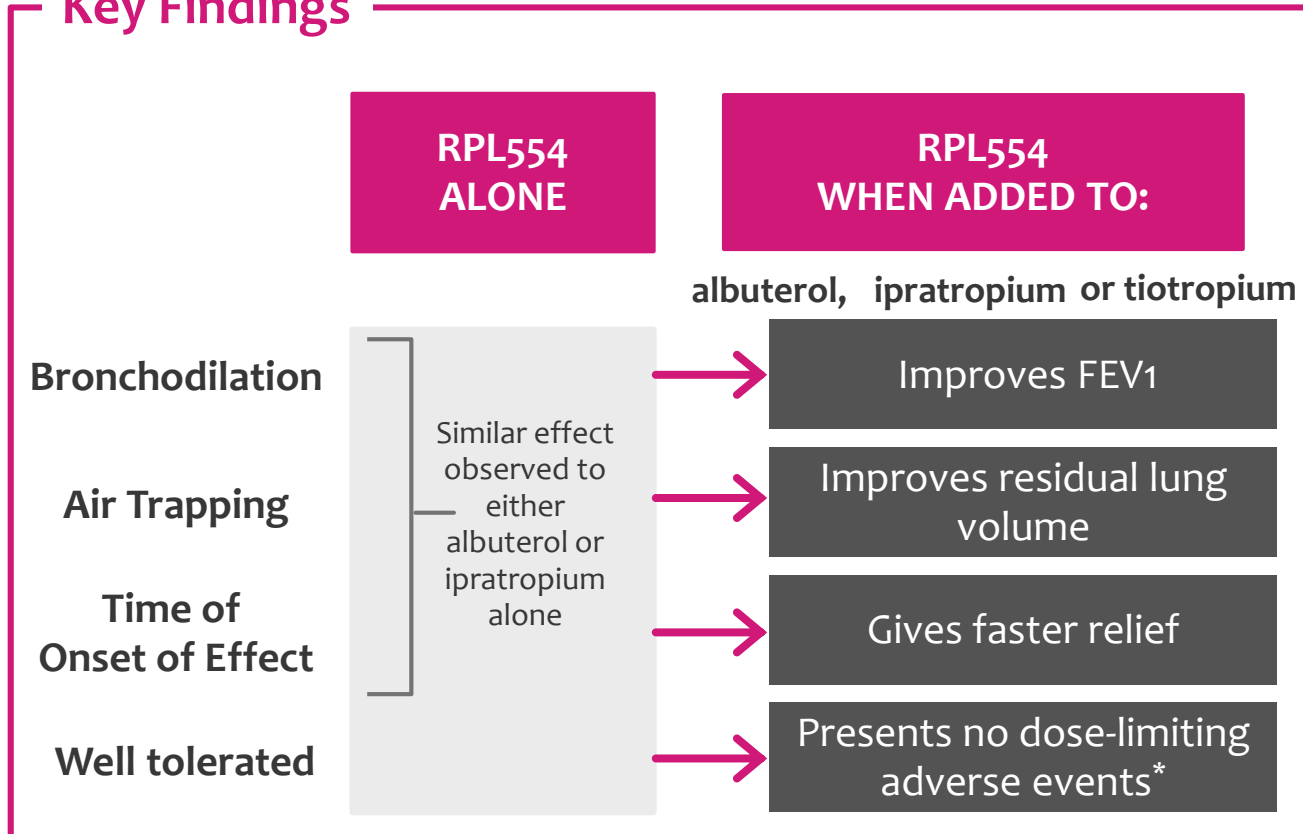 Key Findings
RPL554
ALONE
RPL554
WHEN ADDED TO:
albuterol, ipratropium or tiotropium
Bronchodilation
Air Trapping
Time of
Onset of Effect
Well tolerated
Similar effect
observed to
either
albuterol or
ipratropium
alone
Improves FEV1
Improves residual lung
volume
Gives faster relief
Presents no dose-limiting
adverse events*